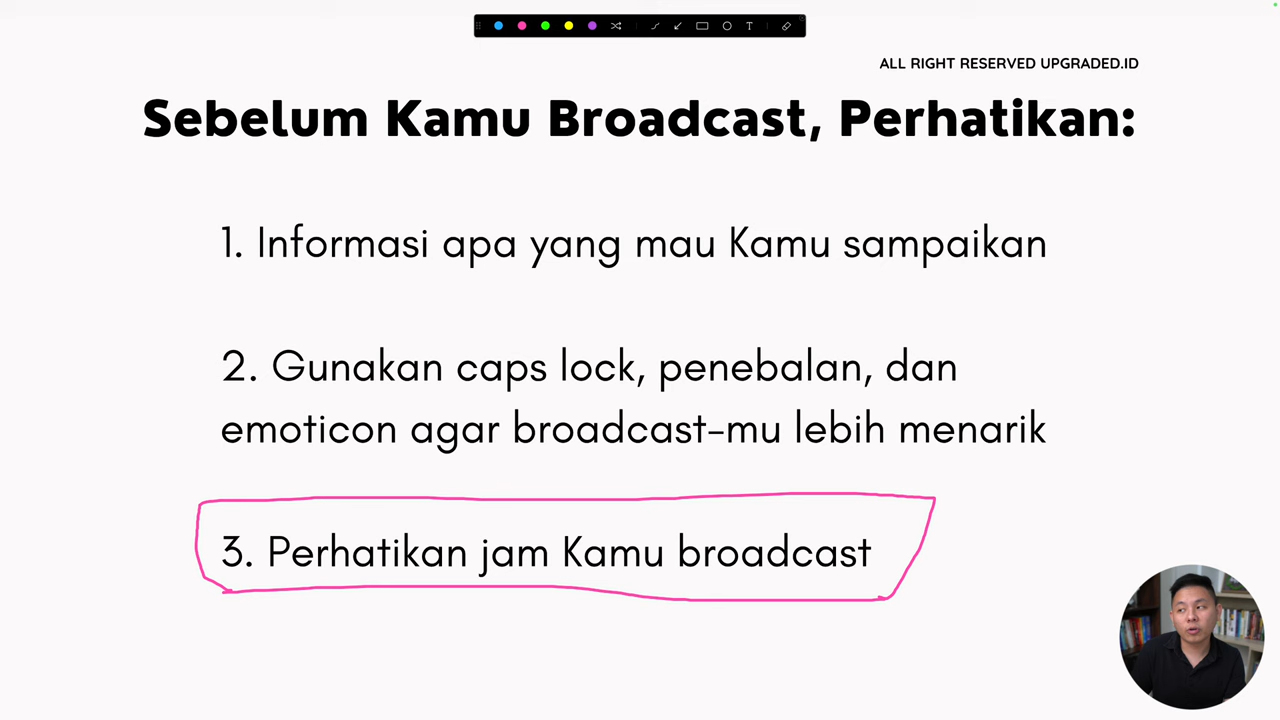 ALL RIGHT RESERVED UPGRADED.ID
Sebelum Kamu Broadcast, Perhatikan:
1. Informasi apa yang mau Kamu sampaikan
2. Gunakan caps lock, penebalan, dan
emoticon agar broadcast-mu lebih menarik
3. Perhatikan jam Kamu broadcast